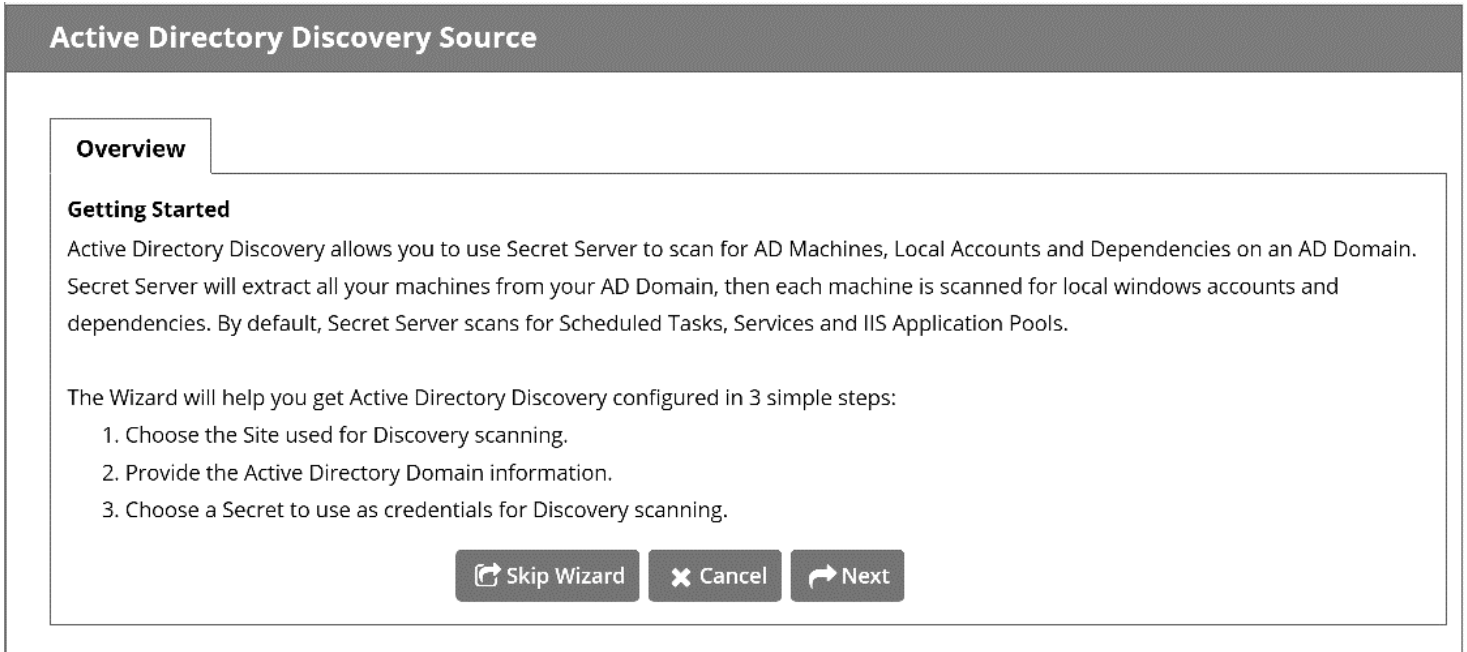 Active Directory Discovery Source
Overview
Getting Started
Active Directory Discovery allows you to use Secret Server to scan for AD Machines, Local Accounts and Dependencies on an AD Domain.
Secret Server will extract all your machines from your AD Domain, then each machine is scanned for local windows accounts and
dependencies. By default, Secret Server scans for Scheduled Tasks, Services and IIS Application Pools.
The Wizard will help you get Active Directory Discovery configured in 3 simple steps:
1. Choose the Site used for Discovery scanning.
2. Provide the Active Directory Domain information.
3. Choose a Secret to use as credentials for Discovery scanning.
Skip Wizard Cancel Next